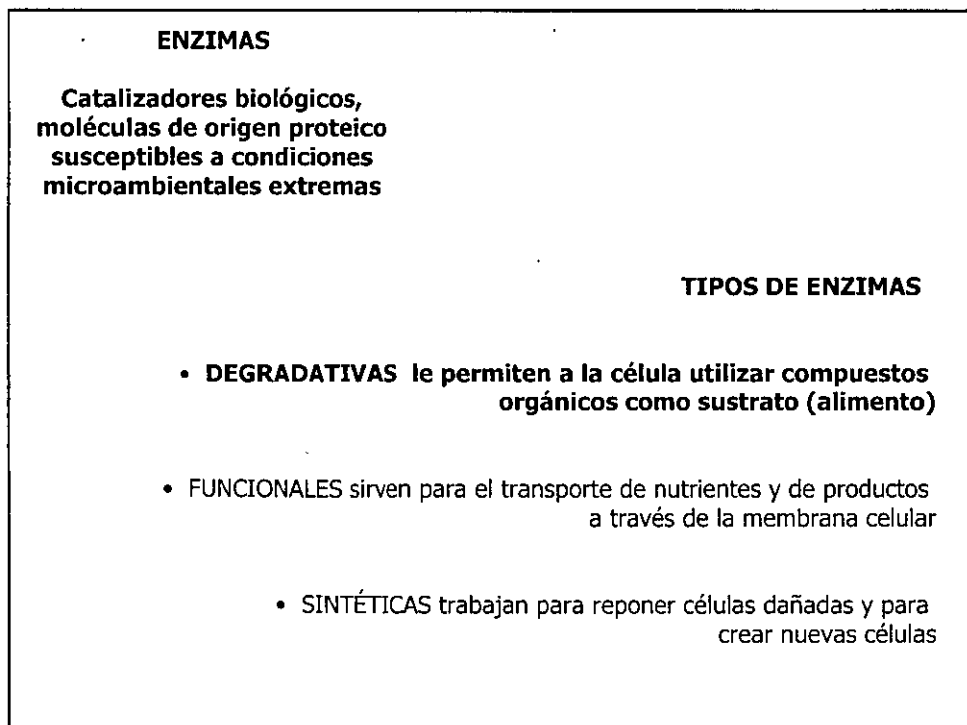 ENZIMAS
Catalizadores biológicos,
moléculas de origen proteico
susceptibles a condiciones
microambientales extremas
TIPOS DE ENZIMAS
• DEGRADATIVAS le permiten a la célula utilizar compuestos
orgánicos como sustrato (alimento)
• FUNCIONALES sirven para el transporte de nutrientes y de productos
a través de la membrana celular
• SINTÉTICAS trabajan para reponer células dañadas y para
crear nuevas células